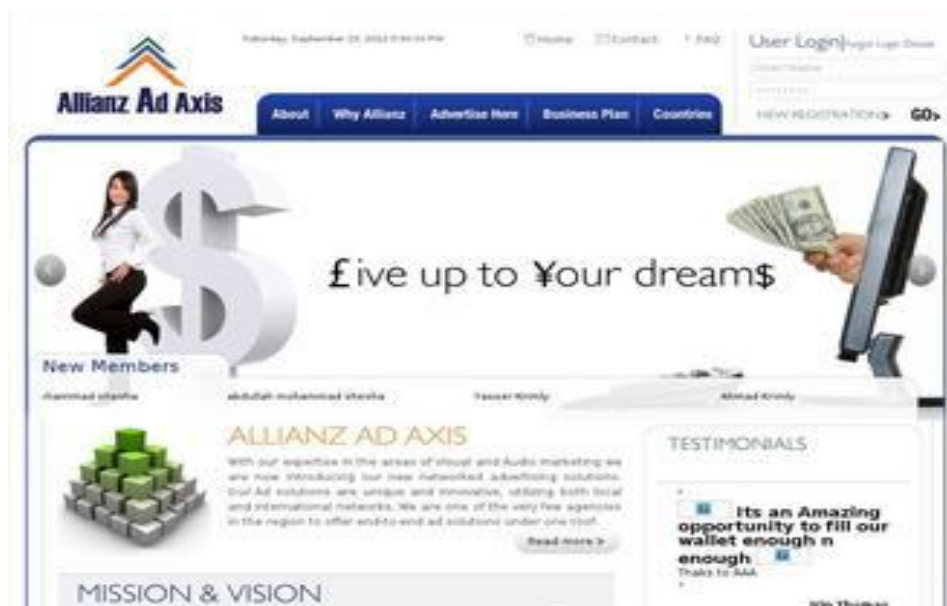 Home Contact FAQ
User Login
Allianz Ad Axis
About Why Allianz Advertise Here Business Plan Countries
NEW REGISTRATION GO>
£ive up to ¥our dream$
New Members
abdullah mohammad
Yasser
Ahmad
ALLIANZ AD AXIS
With our expertise in the areas of Visual and Audio marketing we
are now introducing our new networked advertising solutions.
Our Ad solutions are unique and innovative, utilizing both local
and international networks. We are one of the very few agencies
in the region to offer end-to-end ad solutions under one roof.
Read more >
TESTIMONIALS
Its an Amazing
opportunity to fill our
wallet enough n
enough
Thaks to AAA
MISSION & VISION
Thomas